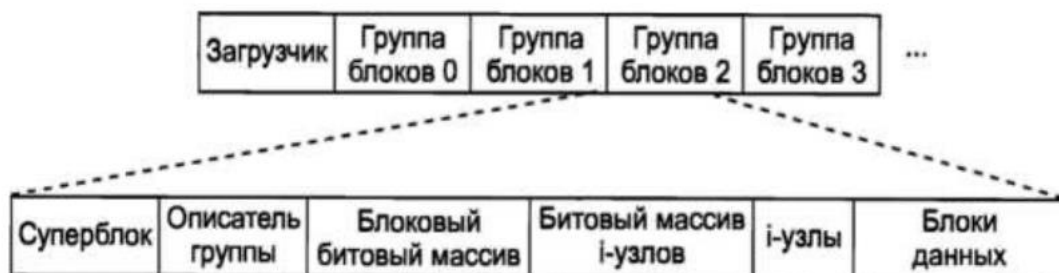 Загрузчик
Группа
блоков 0
Группа
блоков 1
Группа
блоков 2
Группа
блоков 3
...
Суперблок
Описатель
группы
Блоковый
битовый массив
Битовый массив
i-узлов
i-узлы
Блоки
данных